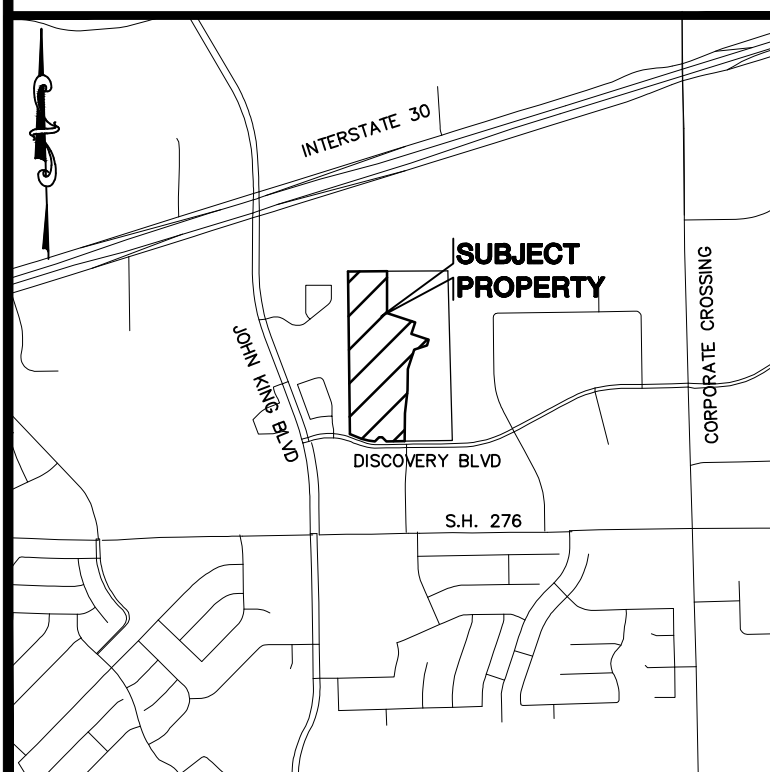 INTERSTATE 30
SUBJECT
PROPERTY
CORPORATE CROSSING
JOHN KING BLVD
DISCOVERY BLVD
S.H. 276